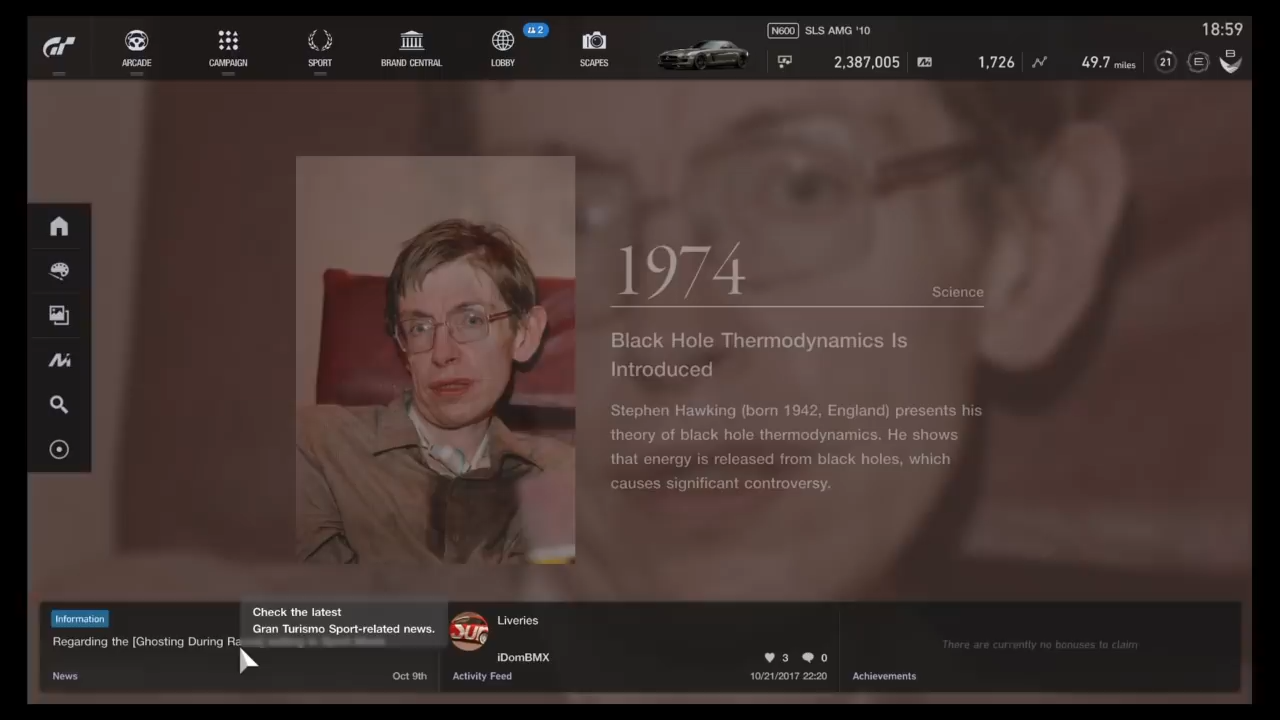 ARCADE
CAMPAIGN
SPORT
BRAND CENTRAL
LOBBY
2
SCAPES
N600 SLS AMG '10
2,387,005
1,726
49.7 miles
21
E
B
18:59
1974
Science
Black Hole Thermodynamics Is
Introduced
Stephen Hawking (born 1942, England) presents his
theory of black hole thermodynamics. He shows
that energy is released from black holes, which
causes significant controversy.
Information
Regarding the [Ghosting During
News
Oct 9th
Check the latest
Gran Turismo Sport-related news.
Liveries
iDomBMX
3
0
Activity Feed
10/21/2017 22:20
There are currently no bonuses to claim
Achievements